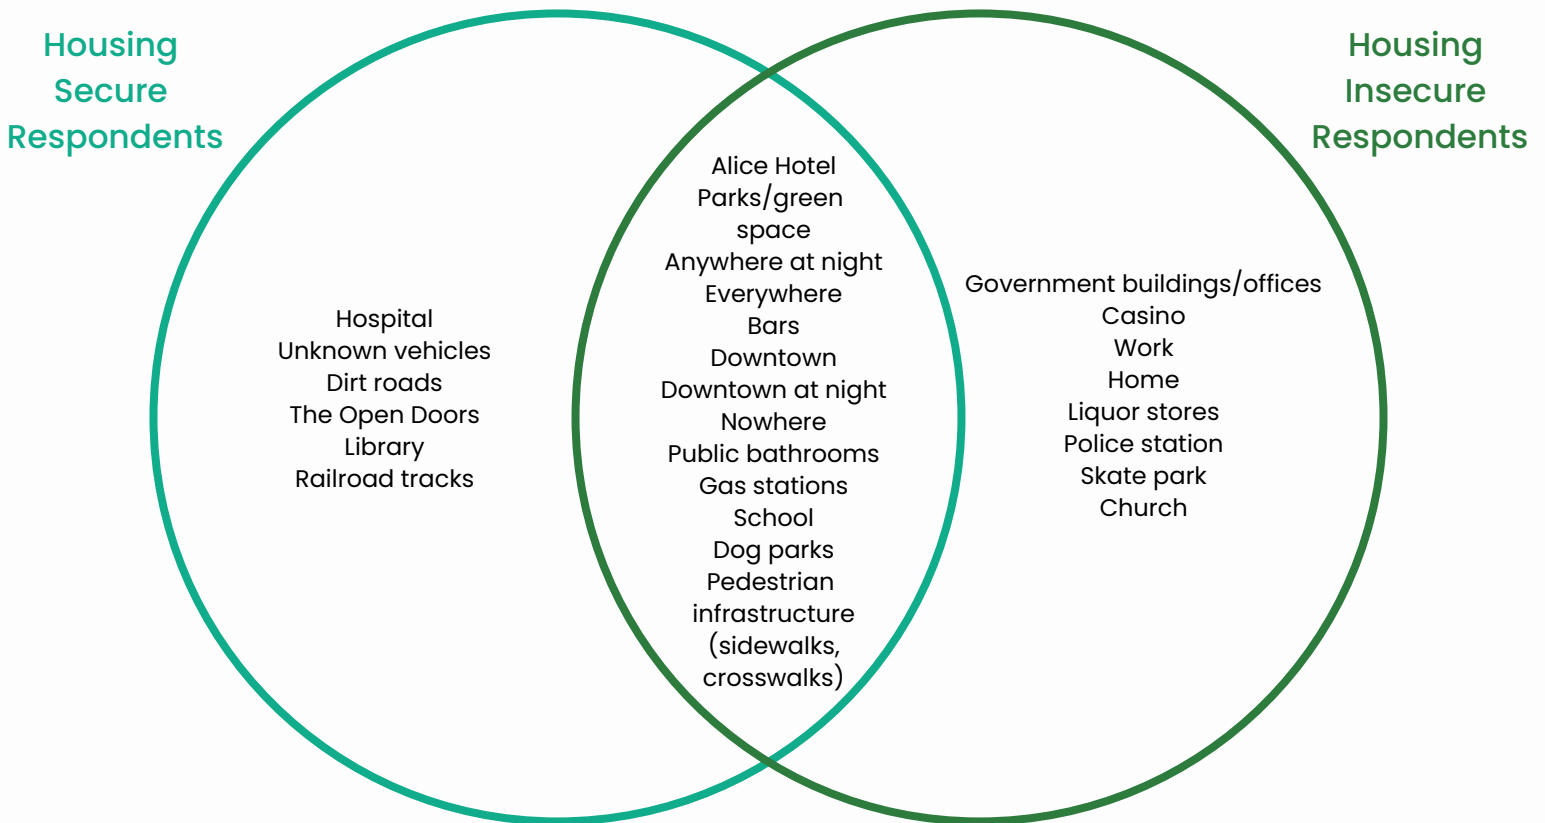 Housing
Secure
Respondents
Housing
Insecure
Respondents
Hospital
Unknown vehicles
Dirt roads
The Open Doors
Library
Railroad tracks
Alice Hotel
Parks/green
space
Anywhere at night
Everywhere
Bars
Downtown
Downtown at night
Nowhere
Public bathrooms
Gas stations
School
Dog parks
Pedestrian
infrastructure
(sidewalks,
crosswalks)
Government buildings/offices
Casino
Work
Home
Liquor stores
Police station
Skate park
Church